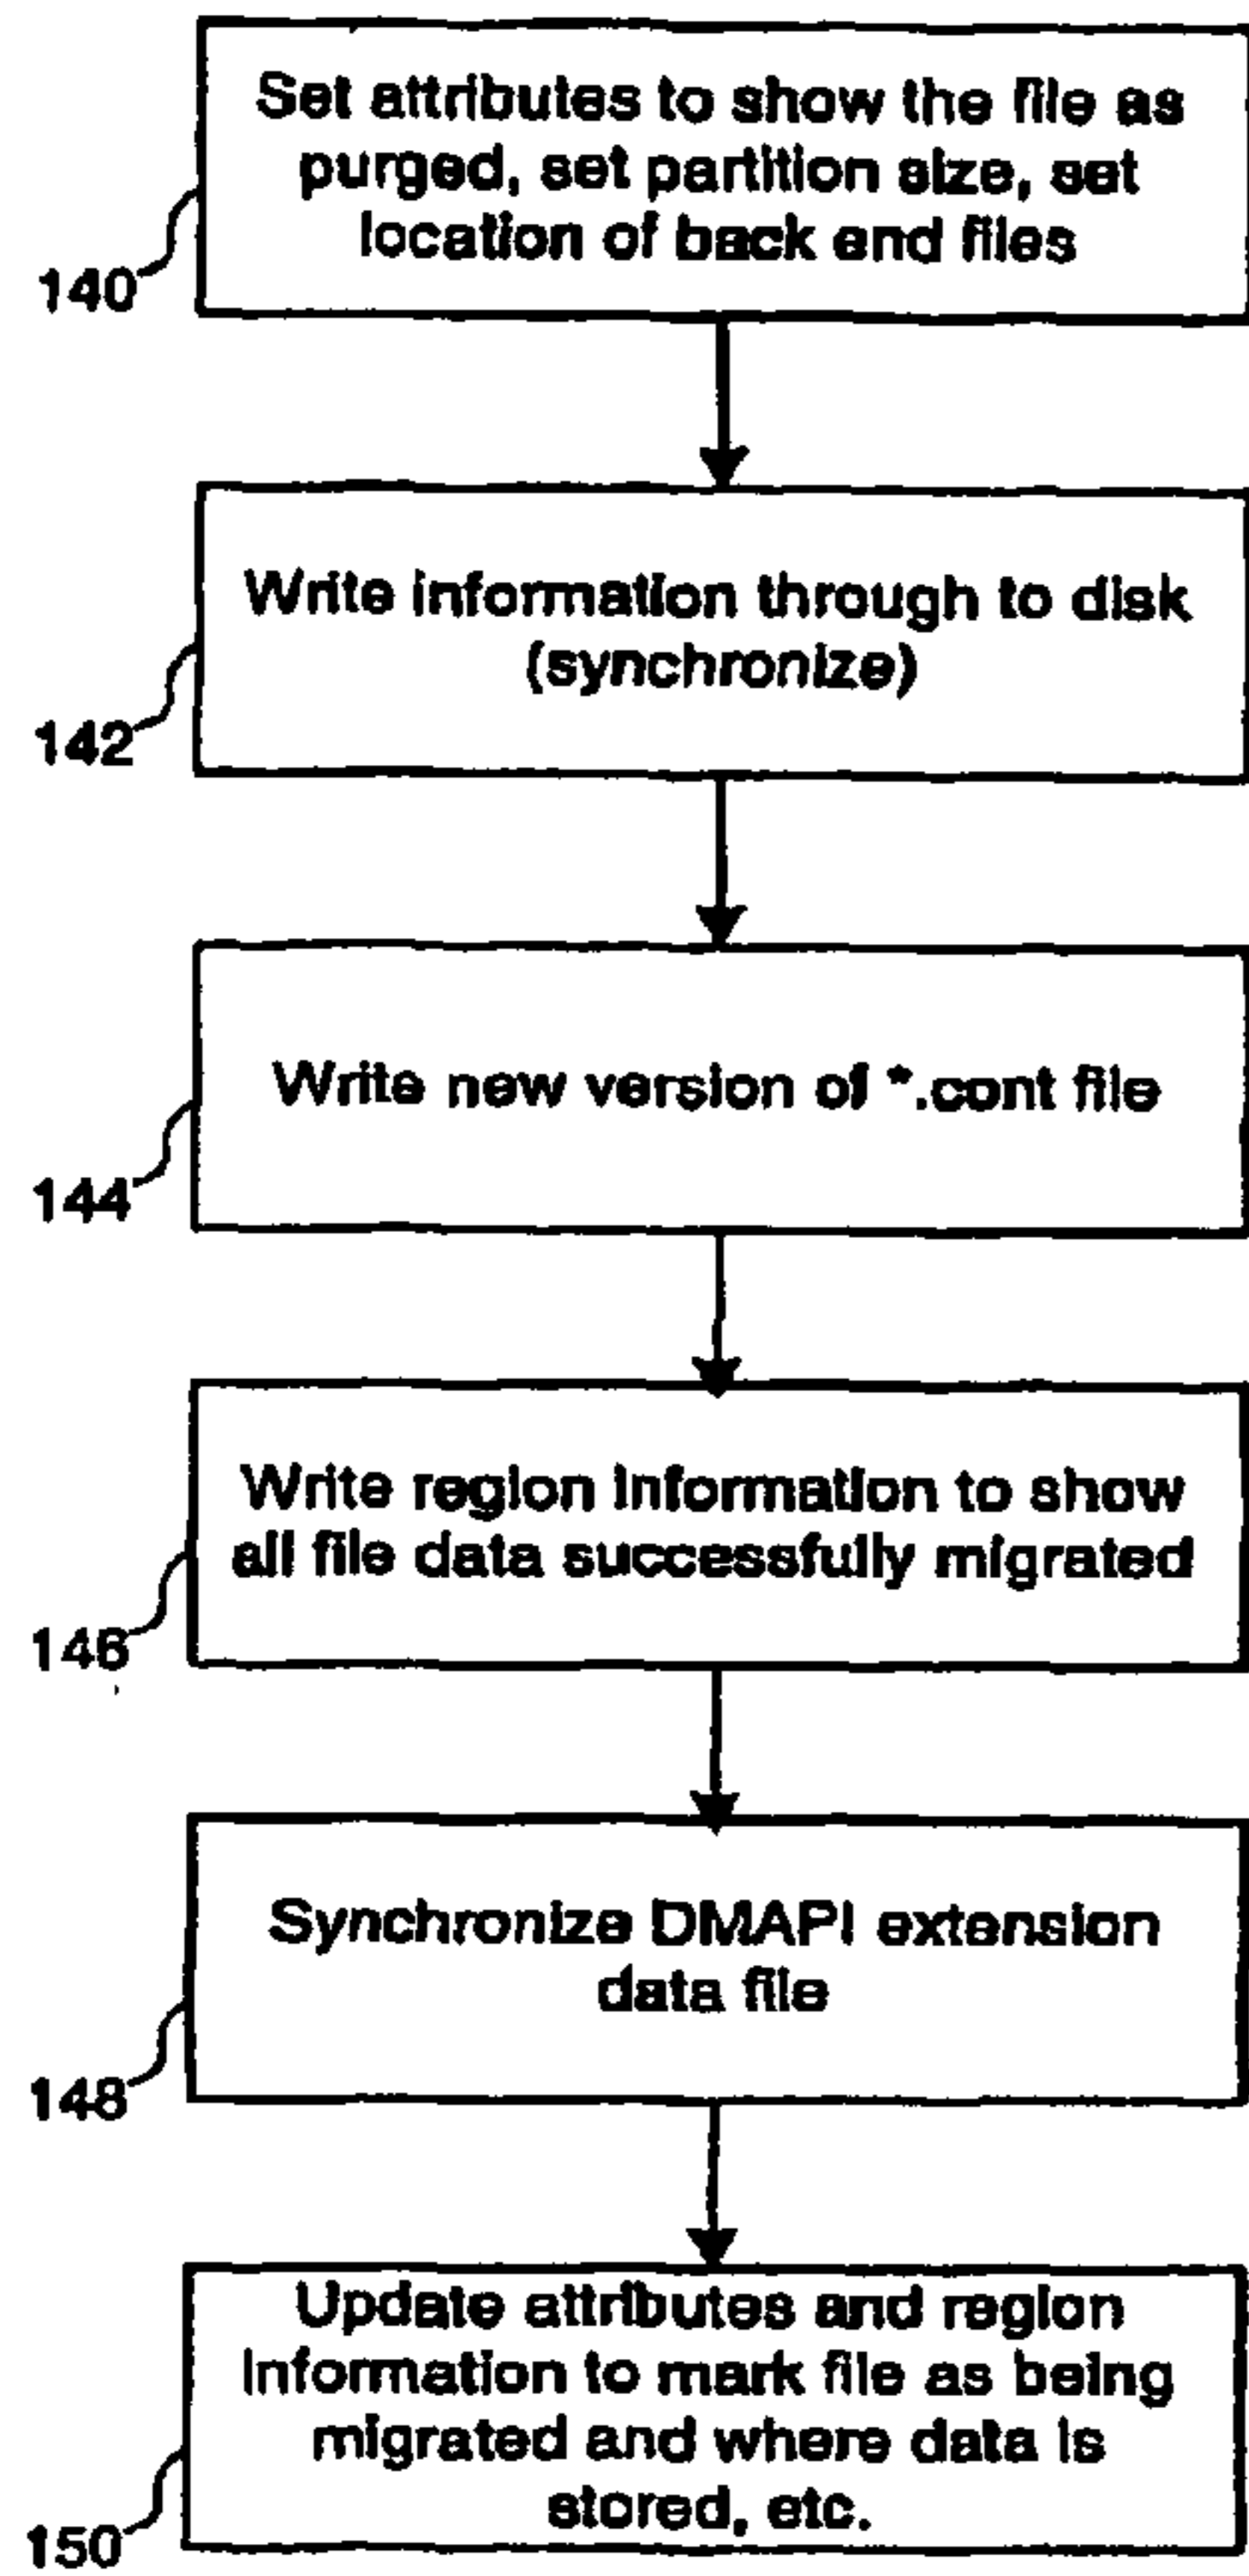 Set attributes to show the file as
purged, set partition size, set
location of back end files
140
Write information through to disk
(synchronize)
142
Write new version of *.cont file
144
Write region information to show
all file data successfully migrated
146
Synchronize DMAPI extension
data file
148
Update attributes and region
information to mark file as being
migrated and where data is
stored, etc.
150